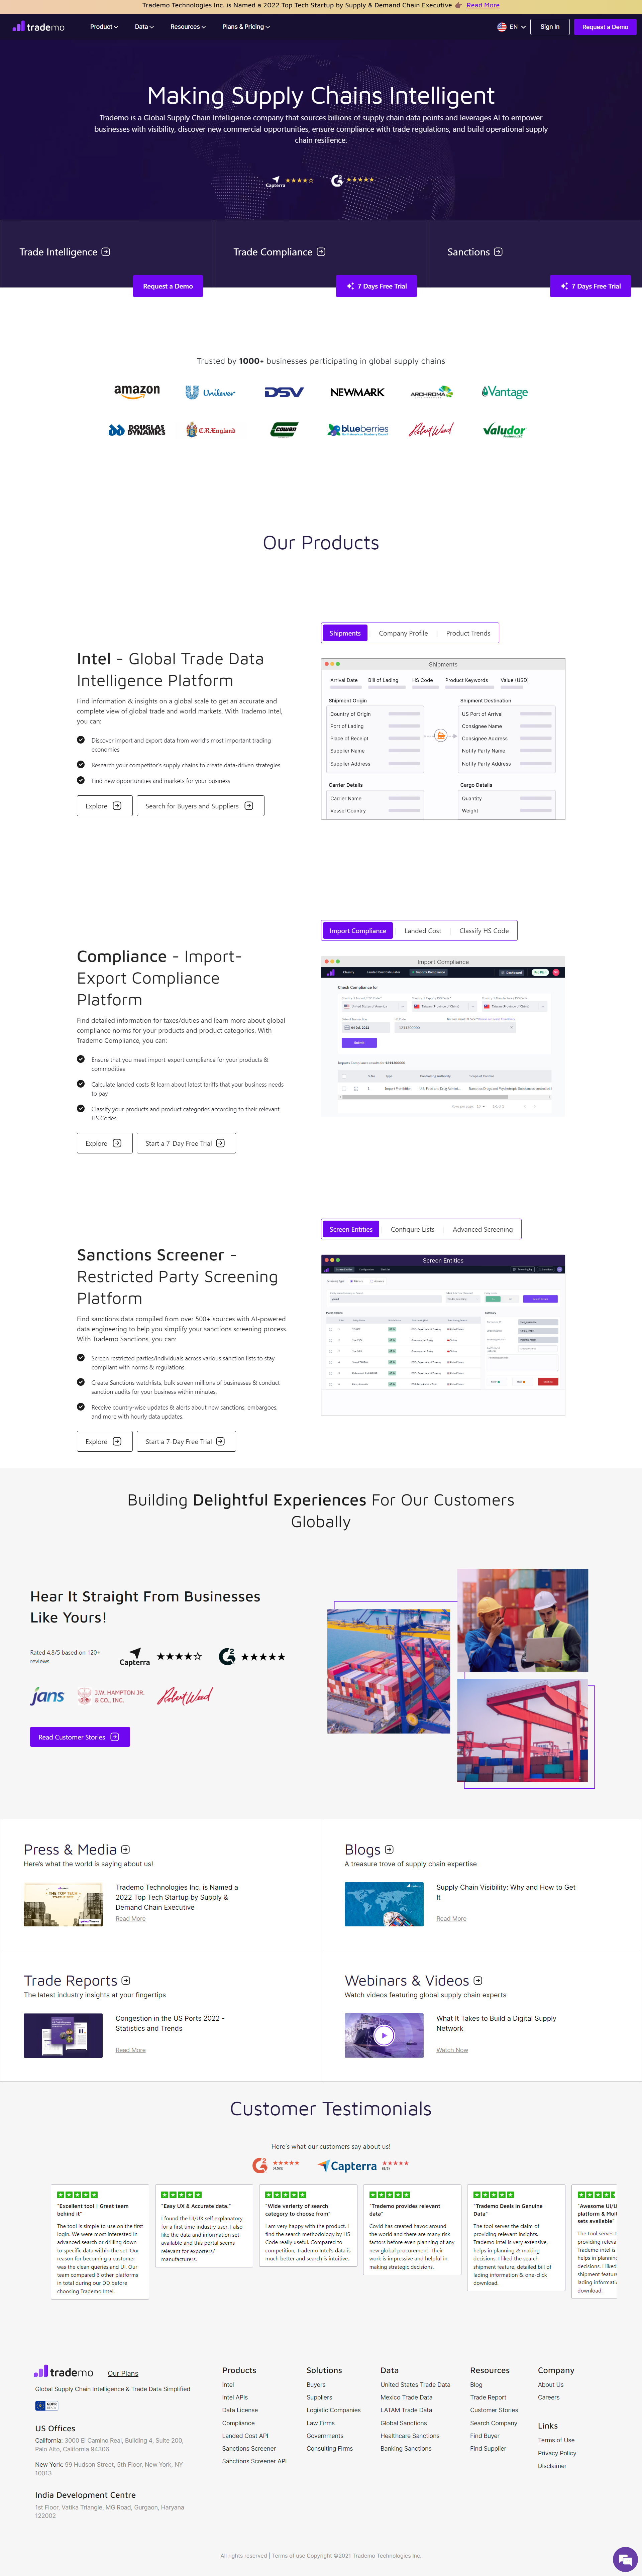 Trademo Technologies Inc. is Named a 2022 Top Tech Startup by Supply & Demand Chain Executive Read More
trademo
Product
Data
Resources
Plans & Pricing
EN
Sign In
Request a Demo
Making Supply Chains Intelligent
Trademo is a Global Supply Chain Intelligence company that sources billions of supply chain data points and leverages AI to empower
businesses with visibility, discover new commercial opportunities, ensure compliance with trade regulations, and build operational supply
chain resilience.
Capterra
Trade Intelligence
Trade Compliance
Sanctions
Request a Demo
7 Days Free Trial
7 Days Free Trial
Trusted by 1000+ businesses participating in global supply chains
amazon
Unilever
DSV
NEWMARK
ARCHROMA
Vantage
DOUGLAS
DYNAMICS
C.R.England
cowan
blueberries
Robert Weed
Valudor
Our Products
Shipments
Company Profile
Product Trends
Intel - Global Trade Data
Intelligence Platform
Find information & insights on a global scale to get an accurate and
complete view of global trade and world markets. With Trademo Intel,
you can:
Discover import and export data from world's most important trading
economies
Research your competitor's supply chains to create data-driven strategies
Find new opportunities and markets for your business
Explore
Search for Buyers and Suppliers
Shipments
Arrival Date
Bill of Lading
HS Code
Product Keywords
Value (USD)
Shipment Origin
Shipment Destination
Country of Origin
US Port of Arrival
Port of Lading
Consignee Name
Place of Receipt
Consignee Address
Supplier Name
Notify Party Name
Supplier Address
Notify Party Address
Carrier Details
Cargo Details
Carrier Name
Quantity
Vessel Country
Weight
Import Compliance
Landed Cost
Classify HS Code
Compliance - Import-
Export Compliance
Platform
Find detailed information for taxes/duties and learn more about global
compliance norms for your products and product categories. With
Trademo Compliance, you can:
Ensure that you meet import-export compliance for your products &
commodities
Calculate landed costs & learn about latest tariffs that your business needs
to pay
Classify your products and product categories according to their relevant
HS Codes
Explore
Start a 7-Day Free Trial
Import Compliance
Check Compliance for
Submit
Screen Entities
Configure Lists
Advanced Screening
Sanctions Screener -
Restricted Party Screening
Platform
Find sanctions data compiled from over 500+ sources with AI-powered
data engineering to help you simplify your sanctions screening process.
With Trademo Sanctions, you can:
Screen restricted parties/individuals across various sanction lists to stay
compliant with norms & regulations.
Create Sanctions watchlists, bulk screen millions of businesses & conduct
sanction audits for your business within minutes.
Receive country-wise updates & alerts about new sanctions, embargoes,
and more with hourly data updates.
Explore
Start a 7-Day Free Trial
Screen Entities
Building Delightful Experiences For Our Customers
Globally
Hear It Straight From Businesses
Like Yours!
Rated 4.8/5 based on 120+
reviews
Capterra
jans
J.W. HAMPTON JR.
& CO., INC.
Robert Weed
Read Customer Stories
Press & Media
Here's what the world is saying about us!
Trademo Technologies Inc. is Named a
2022 Top Tech Startup by Supply &
Demand Chain Executive
Read More
Blogs
A treasure trove of supply chain expertise
Supply Chain Visibility: Why and How to Get
It
Read More
Trade Reports
The latest industry insights at your fingertips
Congestion in the US Ports 2022 -
Statistics and Trends
Read More
Webinars & Videos
Watch videos featuring global supply chain experts
What It Takes to Build a Digital Supply
Network
Watch Now
Customer Testimonials
Here's what our customers say about us!
Capterra
"Excellent tool | Great team
behind it"
The tool is simple to use on the first
login. We were most interested in
advanced search or drilling down
to specific data within the set. Our
reason for becoming a customer
was the clean queries and UI. Our
team compared 6 other platforms
in total during our DD before
choosing Trademo Intel.
"Easy UX & Accurate data."
I found the UI/UX self explanatory
for a first time industry user. I also
like the data and information set
available and this portal seems
relevant for exporters/
manufacturers.
"Wide varierty of search
category to choose from"
I am very happy with the product. I
find the search methodology by HS
Code really useful. Compared to
competition, Trademo's coverage is
much better and search is intuitive.
"Trademo provides relevant
data"
Covid has created havoc around
the world and there are many risk
factors before even planning of any
new global procurement. Their
work is impressive and helpful in
making strategic decisions.
"Trademo Deals in Genuine
Data"
The tool serves the claim of
providing relevant insights.
Trademo intel is very extensive,
helps in planning & making
decisions. I liked the search
shipment feature, detailed bill of
lading information & one-click
download.
"Awesome UI/U
platform & Mul
sets available"
The tool serves t
providing releva
Trademo intel is
helps in plannin
decisions. I liked
shipment featur
lading informati
download.
trademo
Our Plans
Global Supply Chain Intelligence & Trade Data Simplified
GDPR
US Offices
California: 3000 El Camino Real, Building 4, Suite 200,
Palo Alto, California 94306
New York: 99 Hudson Street, 5th Floor, New York, NY
10013
India Development Centre
1st Floor, Vatika Triangle, MG Road, Gurgaon, Haryana
122002
Products
Intel
Intel APIs
Data License
Compliance
Landed Cost API
Sanctions Screener
Sanctions Screener API
Solutions
Buyers
Suppliers
Logistic Companies
Law Firms
Governments
Consulting Firms
Data
United States Trade Data
Mexico Trade Data
LATAM Trade Data
Global Sanctions
Healthcare Sanctions
Banking Sanctions
Resources
Blog
Trade Report
Customer Stories
Search Company
Find Buyer
Find Supplier
Company
About Us
Careers
Links
Terms of Use
Privacy Policy
Disclaimer
All rights reserved | Terms of use Copyright ©2021 Trademo Technologies Inc.